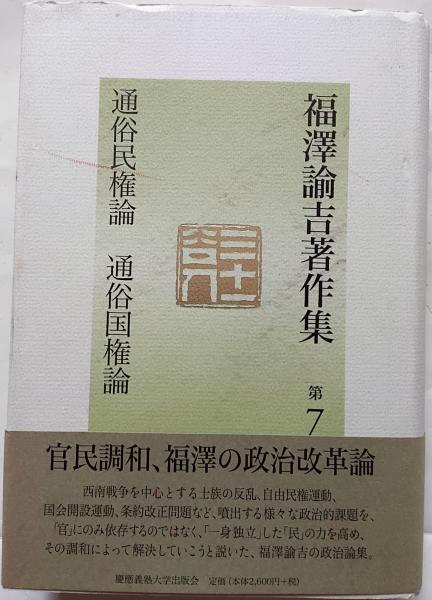 福澤諭吉著作集
第7
通俗民権論 通俗国権論
三十一
谷人
官民調和、福澤の政治改革論
西南戦争を中心とする士族の反乱、自由民権運動、
国会開設運動、条約改正問題など、噴出する様々な政治的課題を、
「官」にのみ依存するのではなく、「一身独立」した「民」の力を高め、
その調和によって解決していこうと説いた、福澤諭吉の政治論集。
慶應義塾大学出版会 定価（本体2,600円+税）